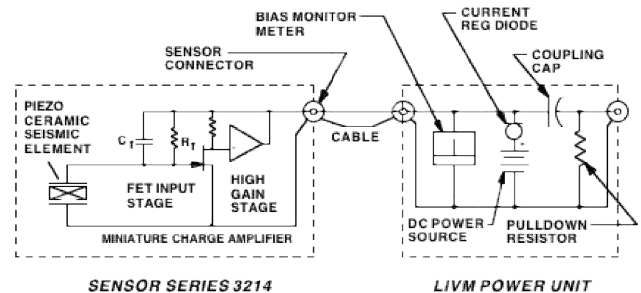 BIAS MONITOR
METER
CURRENT
REG DIODE
SENSOR
CONNECTOR
COUPLING
CAP
PIEZO
CERAMIC
SEISMIC
ELEMENT
CT
RT
CABLE
FET INPUT
STAGE
HIGH
GAIN
STAGE
+
DC POWER
SOURCE
PULLDOWN
RESISTOR
MINIATURE CHARGE AMPLIFIER
SENSOR SERIES 3214
LIVM POWER UNIT